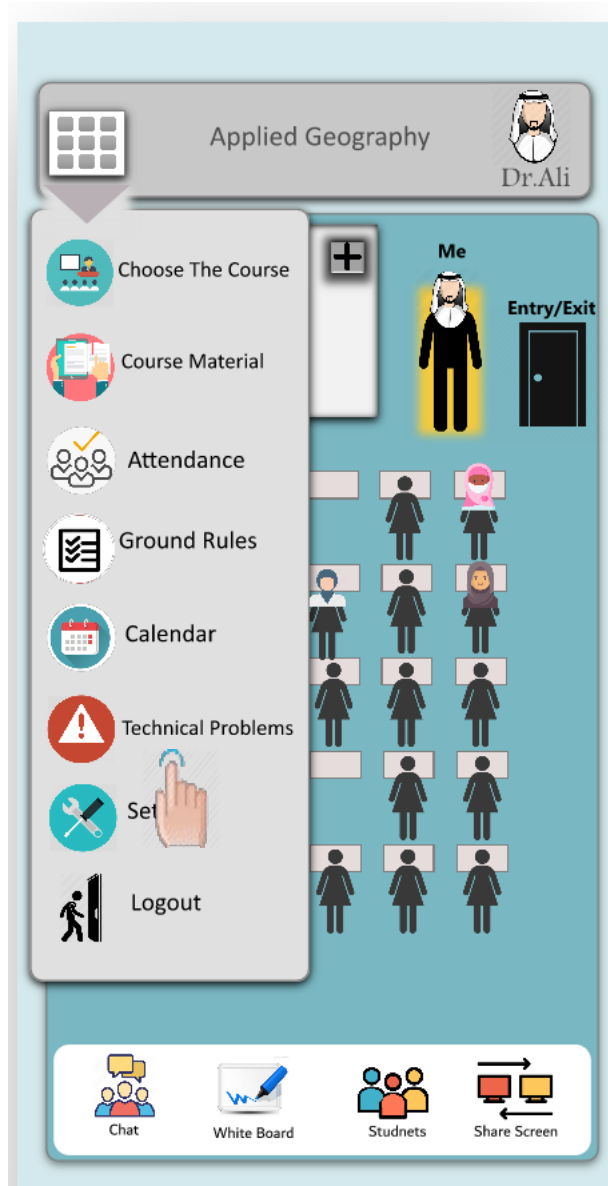 Applied Geography
Dr.Ali
Choose The Course
Me
Entry/Exit
Course Material
Attendance
Ground Rules
Calendar
Technical Problems
Set
Logout
Chat
White Board
Studnets
Share Screen